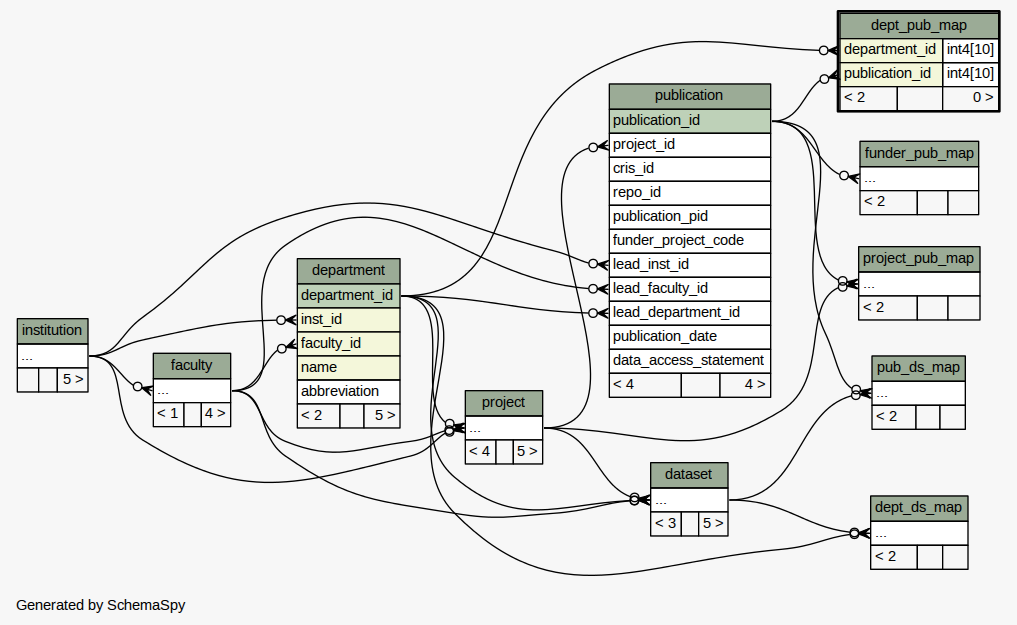 dept_pub_map
department_id int4[10]
publication_id int4[10]
< 2 0 >
publication
publication_id
project_id
cris_id
repo_id
publication_pid
funder_project_code
lead_inst_id
lead_faculty_id
lead_department_id
publication_date
data_access_statement
< 4 4 >
funder_pub_map
...
< 2
project_pub_map
...
< 2
department
department_id
inst_id
faculty_id
name
abbreviation
< 2 5 >
institution
...
5 >
faculty
...
< 1 4 >
pub_ds_map
...
< 2
project
...
< 4 5 >
dataset
...
< 3 5 >
dept_ds_map
...
< 2
Generated by SchemaSpy